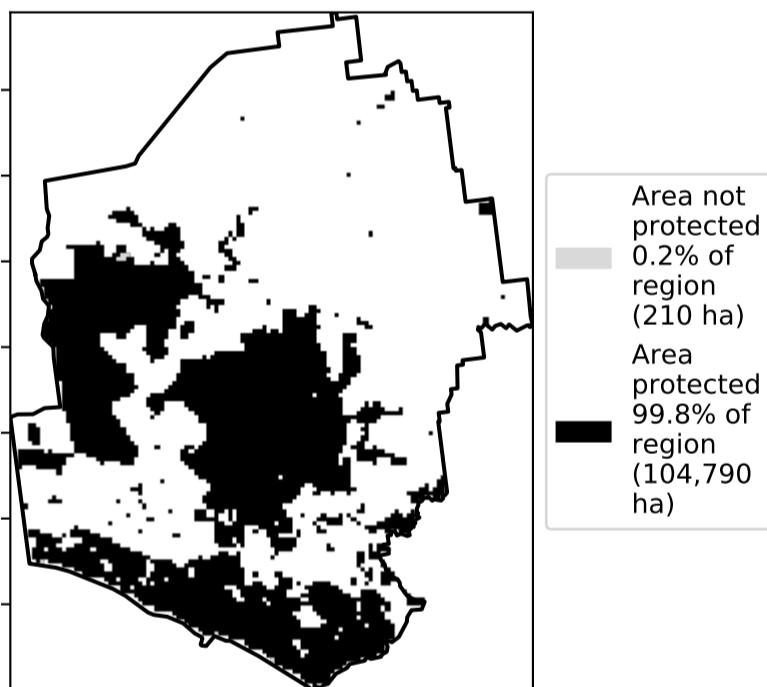 Area not
protected
0.2% of
region
(210 ha)
Area
protected
99.8% of
region
(104,790
ha)